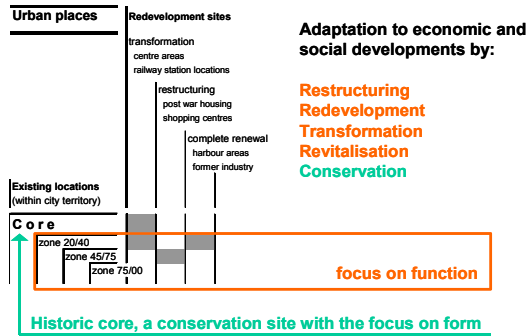 Urban places
Redevelopment sites
transformation
centre areas
railway station locations
restructuring
post war housing
shopping centres
complete renewal
harbour areas
former industry
Existing locations
(within city territory)
Core
zone 20/40
zone 45/75
zone 75/00
Adaptation to economic and
social developments by:
Restructuring
Redevelopment
Transformation
Revitalisation
Conservation
focus on function
Historic core, a conservation site with the focus on form